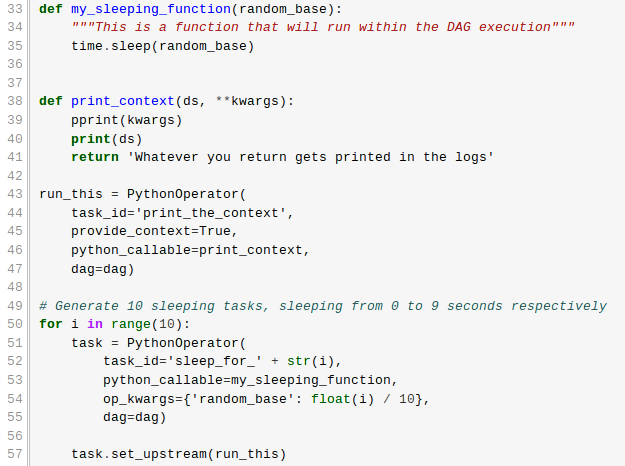 33 def my_sleeping_function(random_base):
34     """This is a function that will run within the DAG execution"""
35     time.sleep(random_base)
36
37
38 def print_context(ds, **kwargs):
39     pprint(kwargs)
40     print(ds)
41     return 'Whatever you return gets printed in the logs'
42
43 run_this = PythonOperator(
44     task_id='print_the_context',
45     provide_context=True,
46     python_callable=print_context,
47     dag=dag)
48
49 # Generate 10 sleeping tasks, sleeping from 0 to 9 seconds respectively
50 for i in range(10):
51     task = PythonOperator(
52         task_id='sleep_for_' + str(i),
53         python_callable=my_sleeping_function,
54         op_kwargs={'random_base': float(i) / 10},
55         dag=dag)
56
57     task.set_upstream(run_this)